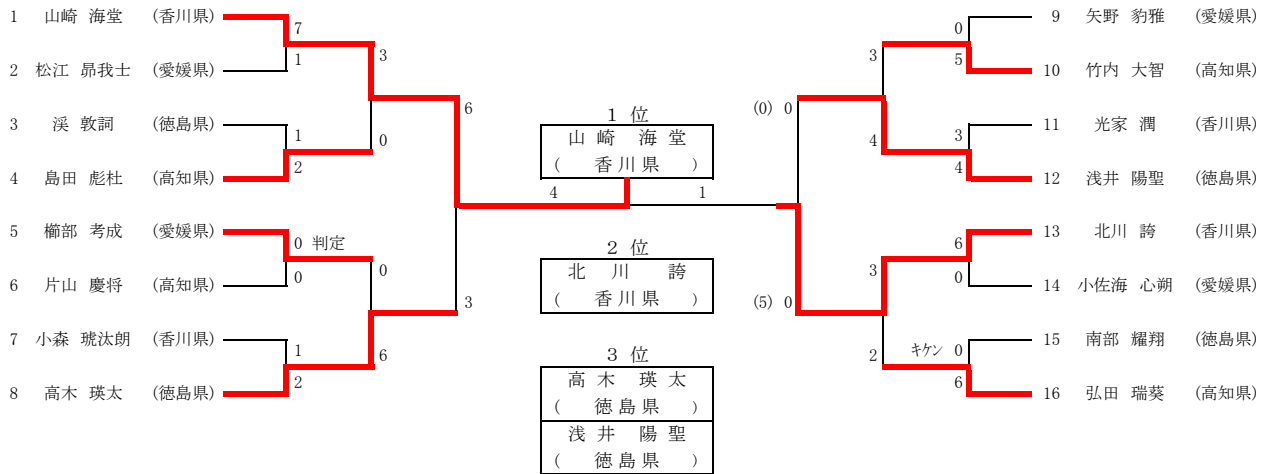 1 山崎 海堂 (香川県)
7
1
2 松江 昴我士 (愛媛県)
3
3 渓 敦詞 (徳島県)
1
2
0
4 島田 彪杜 (高知県)
6
5 櫛部 考成 (愛媛県)
0 判定
0
6 片山 慶将 (高知県)
0
7 小森 琥汰朗 (香川県)
1
2
6
8 高木 瑛太 (徳島県)
3
4
1
1 位
山崎 海堂
( 香川県 )
2 位
北川 誇
( 香川県 )
3 位
高木 瑛太
( 徳島県 )
浅井 陽聖
( 徳島県 )
(0) 0
(5) 0
9 矢野 豹雅 (愛媛県)
0
5
10 竹内 大智 (高知県)
3
11 光家 潤 (香川県)
3
4
4
12 浅井 陽聖 (徳島県)
13 北川 誇 (香川県)
6
0
14 小佐海 心朔 (愛媛県)
3
15 南部 耀翔 (徳島県)
キケン 0
6
2
16 弘田 瑞葵 (高知県)